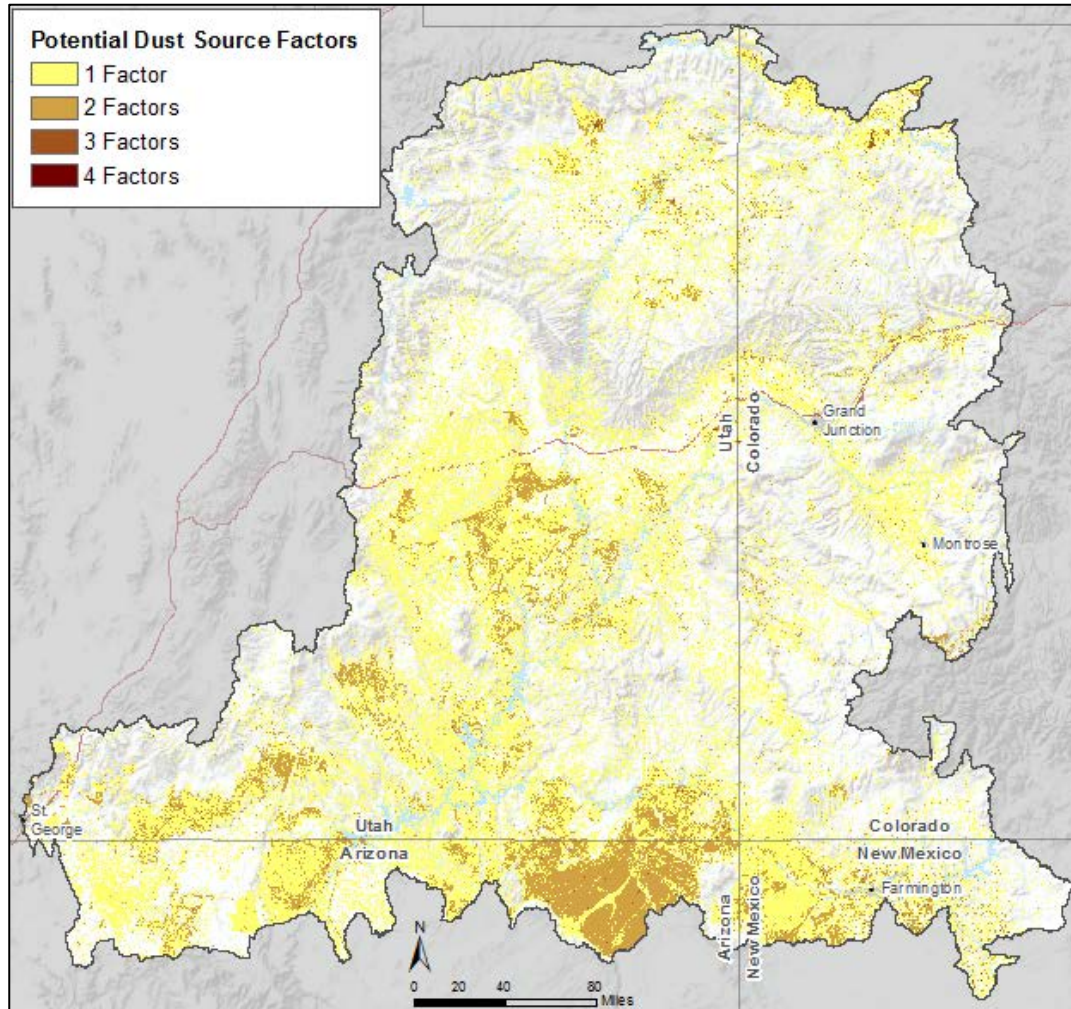 Potential Dust Source Factors
1 Factor
2 Factors
3 Factors
4 Factors
Utah
Colorado
Grand
Junction
Montrose
St.
George
Utah
Arizona
Colorado
New Mexico
Farmington
Arizona
New Mexico
N
0 20 40 80
Miles